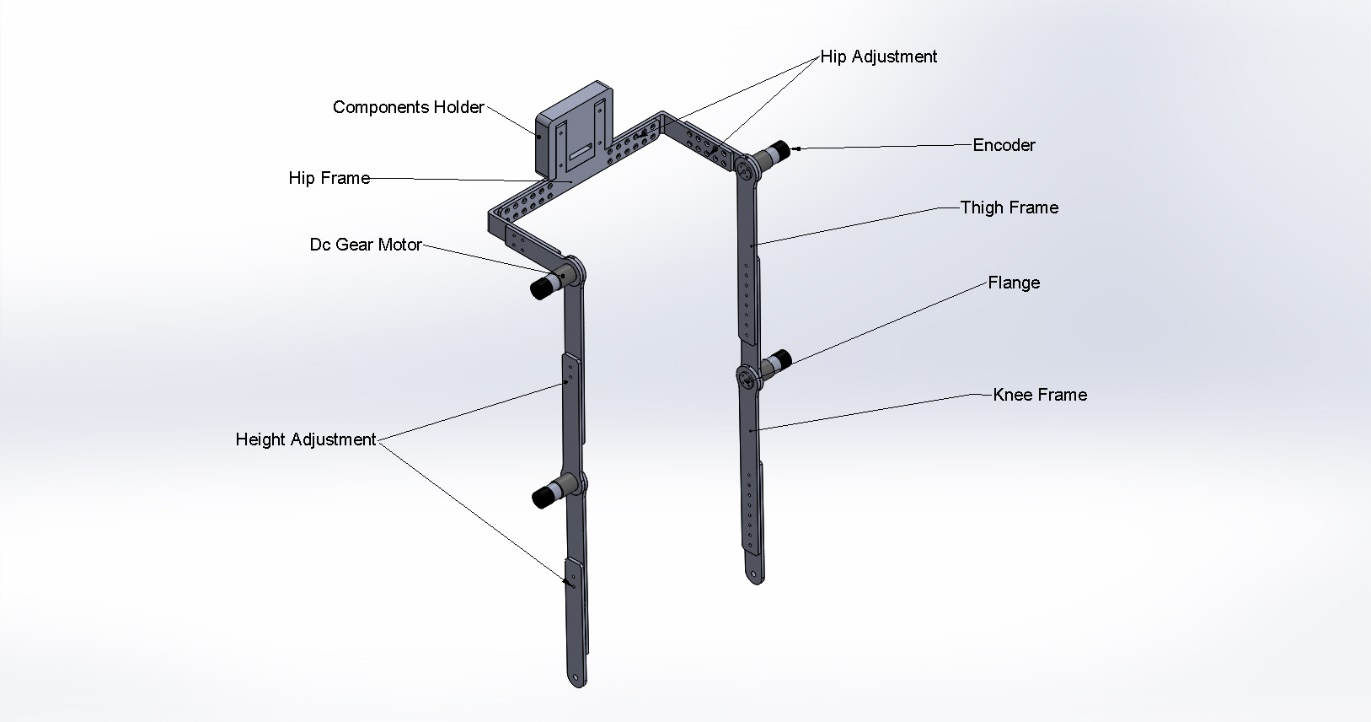 Hip Adjustment
Components Holder
Encoder
Hip Frame
Thigh Frame
Dc Gear Motor
Flange
Knee Frame
Height Adjustment